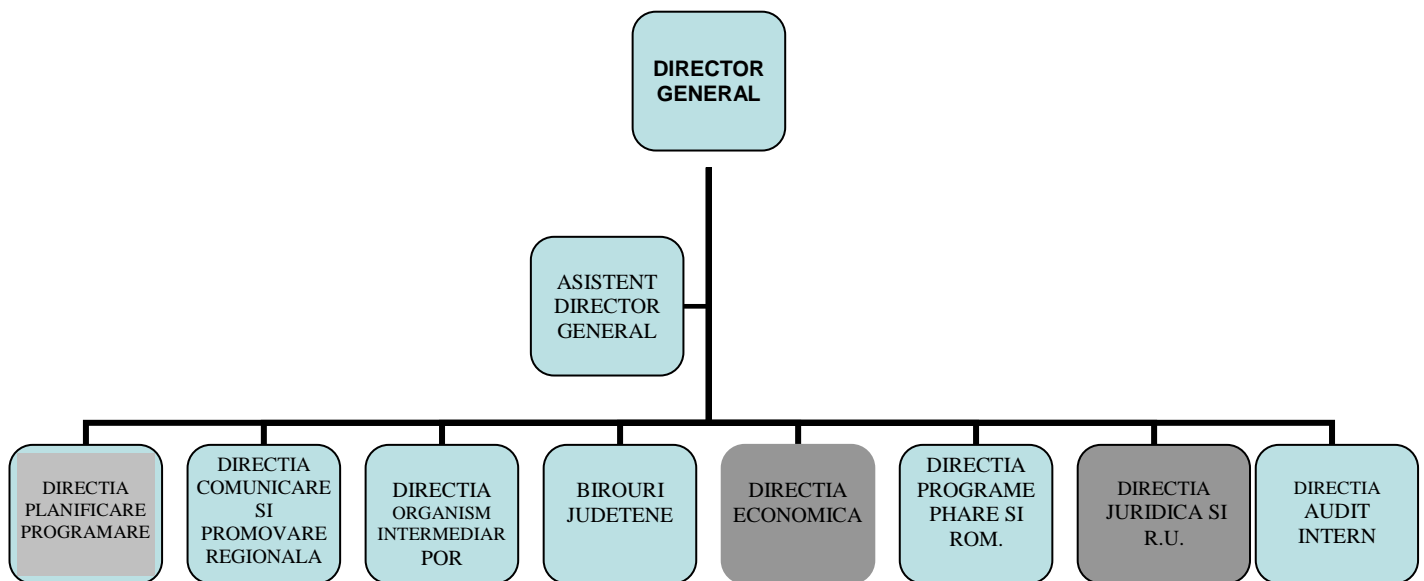 DIRECTOR
GENERAL
ASISTENT
DIRECTOR
GENERAL
DIRECTIA
PLANIFICARE
PROGRAMARE
DIRECTIA
COMUNICARE
SI
PROMOVARE
REGIONALA
DIRECTIA
ORGANISM
INTERMEDIAR
POR
BIROURI
JUDETENE
DIRECTIA
ECONOMICA
DIRECTIA
PROGRAME
PHARE SI
ROM.
DIRECTIA
JURIDICA SI
R.U.
DIRECTIA
AUDIT
INTERN